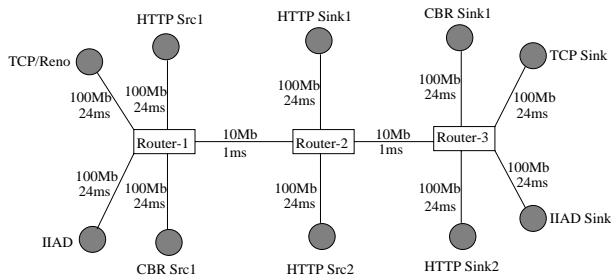 HTTP Src1
HTTP Sink1
CBR Sink1
TCP/Reno
TCP Sink
100Mb
24ms
100Mb
24ms
100Mb
24ms
100Mb
24ms
100Mb
24ms
Router-1
10Mb
1ms
Router-2
10Mb
1ms
Router-3
100Mb
24ms
100Mb
24ms
100Mb
24ms
100Mb
24ms
100Mb
24ms
IIAD
CBR Src1
HTTP Src2
HTTP Sink2
IIAD Sink